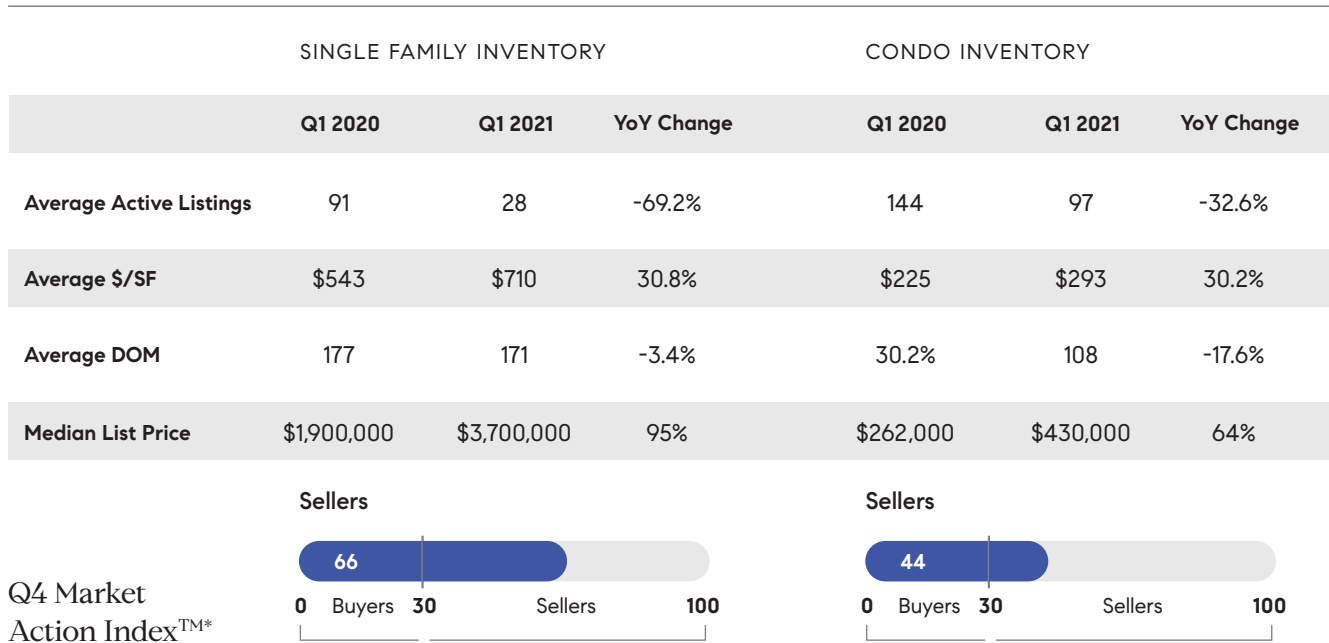 SINGLE FAMILY INVENTORY CONDO INVENTORY
Q1 2020 Q1 2021 YoY Change Q1 2020 Q1 2021 YoY Change
Average Active Listings 91 28 -69.2% 144 97 -32.6%
Average $/SF $543 $710 30.8% $225 $293 30.2%
Average DOM 177 171 -3.4% 30.2% 108 -17.6%
Median List Price $1,900,000 $3,700,000 95% $262,000 $430,000 64%
Sellers Sellers
66 44
Q4 Market
0 Buyers 30 Sellers 100 0 Buyers 30 Sellers 100
Action Index™*